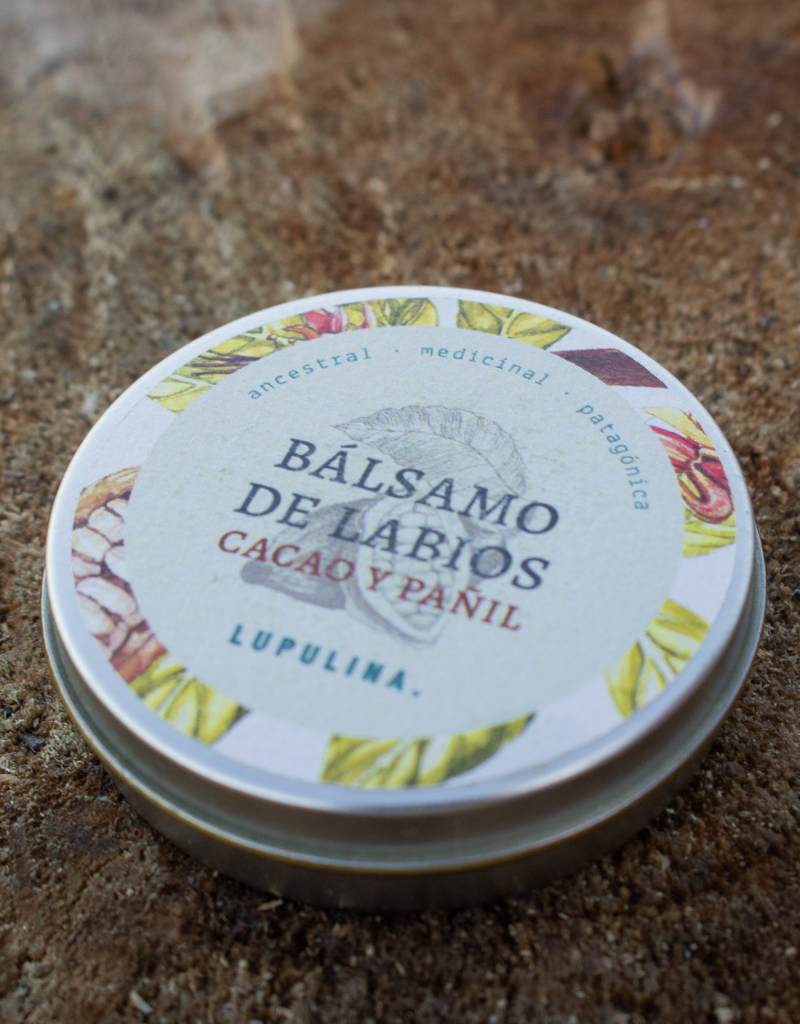 ancestral · medicinal · patagónica
BÁLSAMO
DE LABIOS
CACAO Y PAÑIL
LUPULINA.